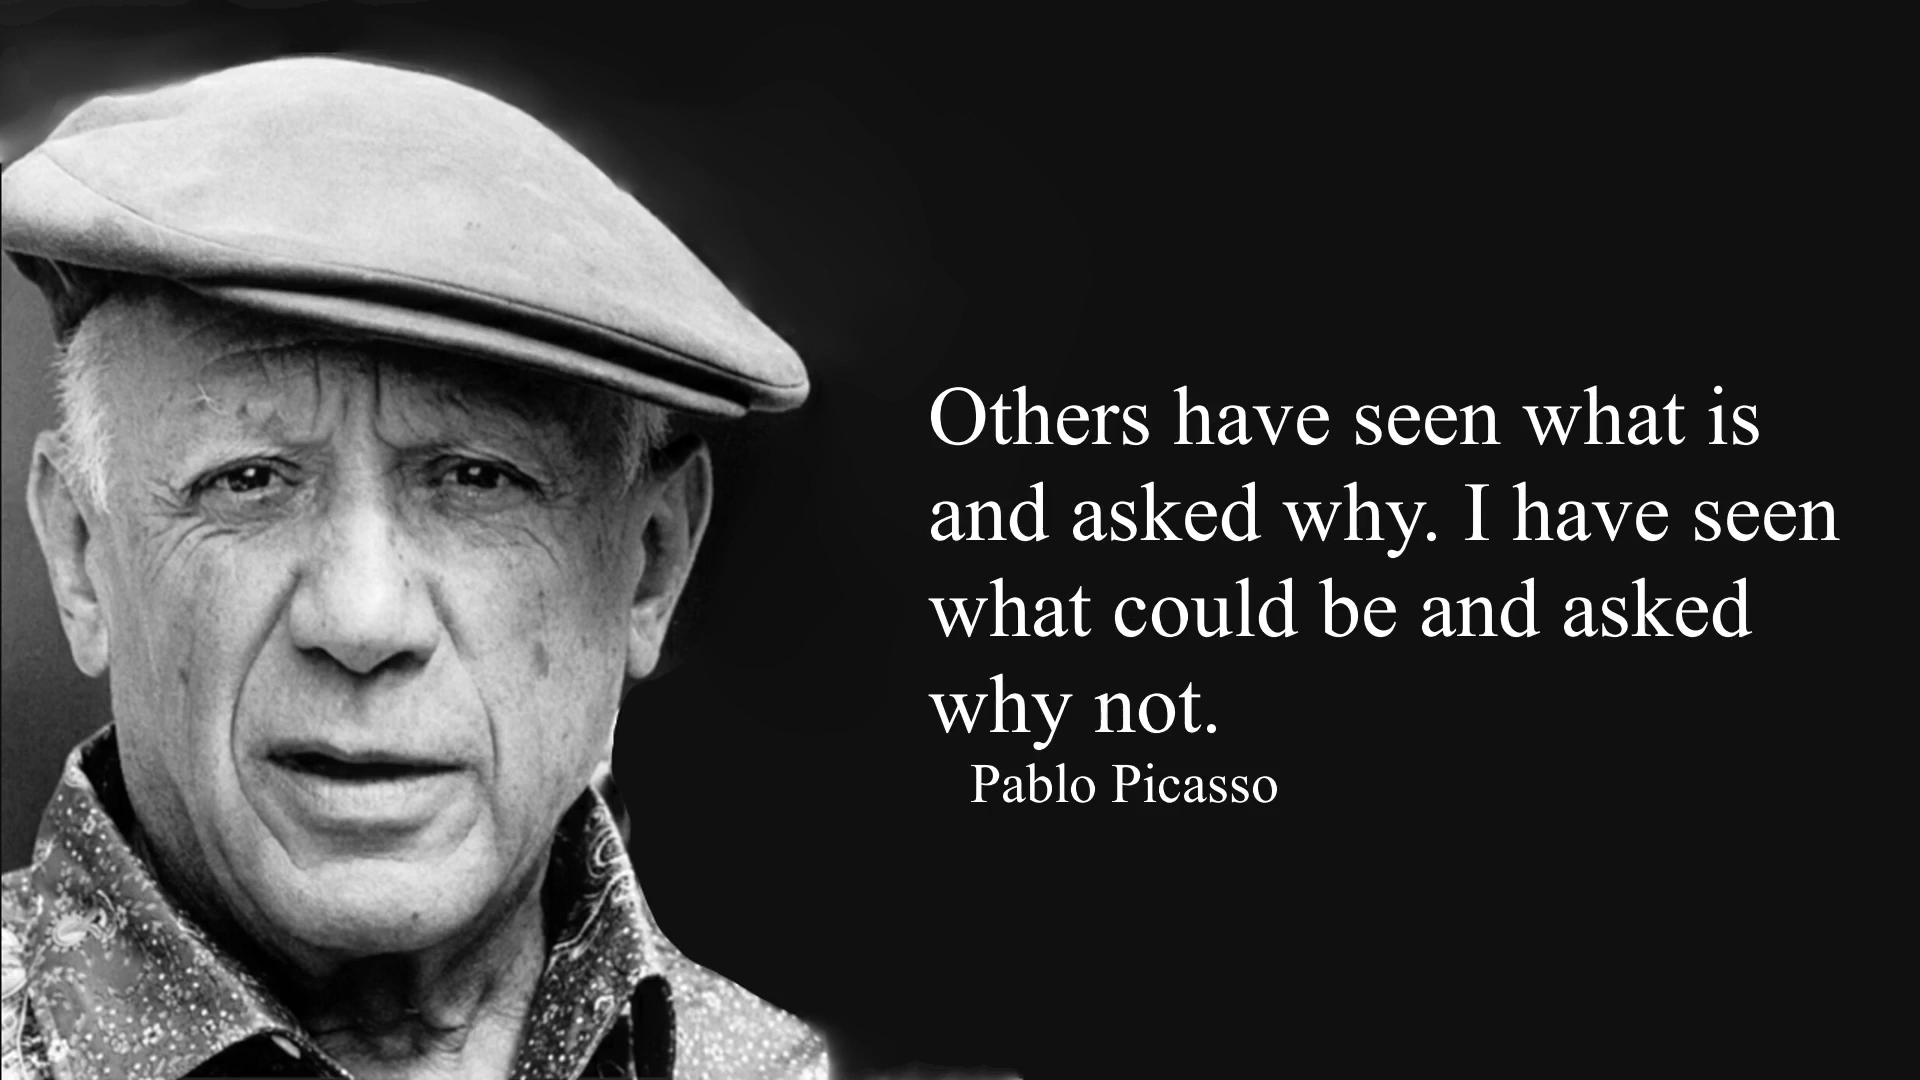 Others have seen what is
and asked why. I have seen
what could be and asked
why not.
Pablo Picasso